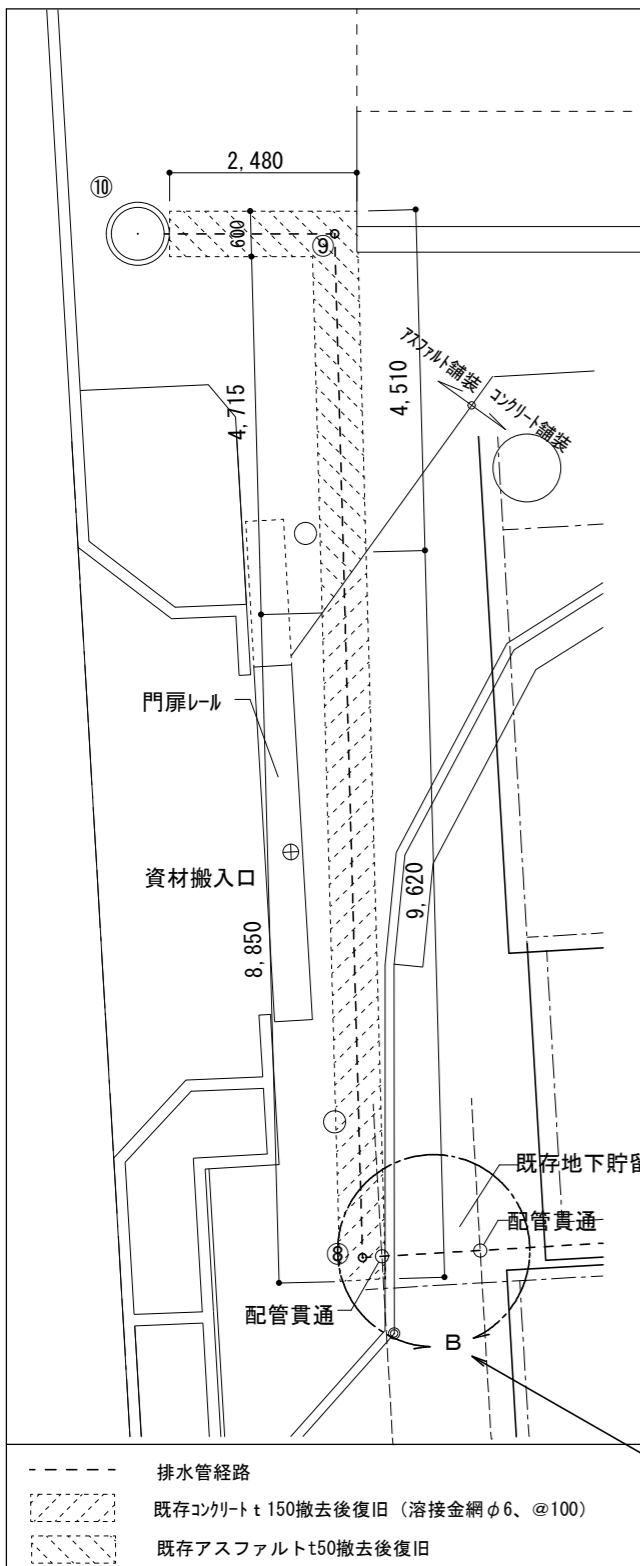 2,480
⑩
600
⑨
アスファルト舗装
コンクリート舗装
4,715
4,510
門扉レール
資材搬入口
9,620
8,850
既存地下貯留
配管貫通
⑧
配管貫通
B
排水管経路
既存コンクリートt150撤去後復旧（溶接金網φ6、@100）
既存アスファルトt50撤去後復旧